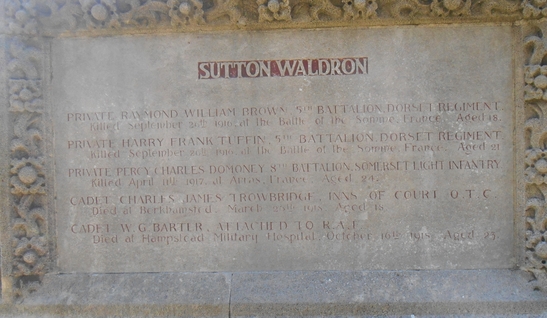 SUTTON WALDRON
PRIVATE RAYMOND WILLIAM BROWN, 5TH BATTALION, DORSET REGIMENT.
Killed September 26th 1916, at the Battle of the Somme, France. Aged 18.
PRIVATE HARRY FRANK TUFFIN, 5TH BATTALION, DORSET REGIMENT.
Killed September 26th 1916, at the Battle of the Somme, France. Aged 21
PRIVATE PERCY CHARLES DOMONEY 8TH BATTALION, SOMERSET LIGHT INFANTRY.
Killed April 1917, at Arras, France. Aged 24.
CADET CHARLES JAMES TROWBRIDGE, INNS OF COURT O.T.C.
Died at Berkhamsted. March 1918. Aged 18.
CADET W.G. BARTER, ATTACHED TO R.A.F.
Died at Hampstead Military Hospital, October 1918. Aged 25.